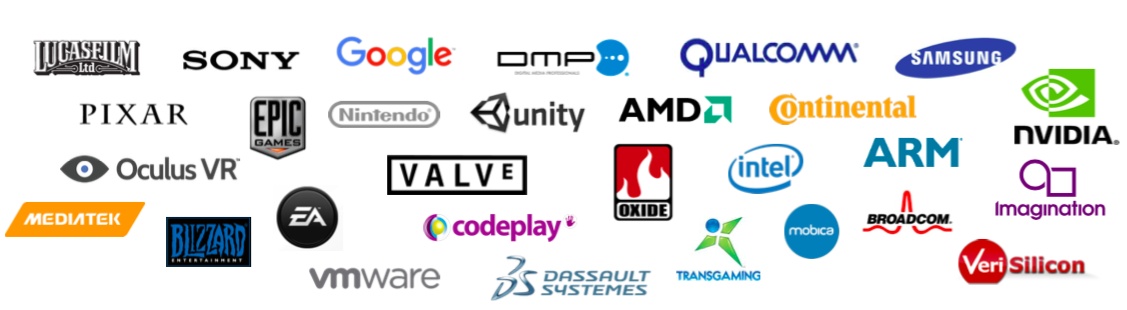 LUCASFILM
Ltd
SONY
Google
DMP
DIGITAL MEDIA PROFESSIONALS
QUALCOMM®
SAMSUNG
PIXAR
EPIC
GAMES
Nintendo®
unity
AMD
Continental
NVIDIA®
Oculus VR™
VALVE
OXIDE
intel
ARM®
Imagination
MEDIATEK
BLIZZARD
ENTERTAINMENT
EA
codeplay®
TRANSGAMING
mobica
BROADCOM®
vmware
DASSAULT
SYSTEMES
VeriSilicon